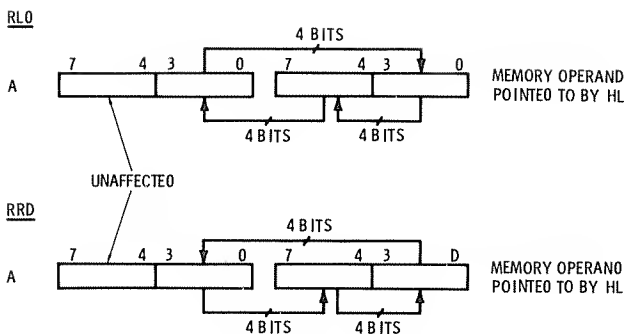 RLO
4 BITS
7 4 3 0 7 4 3 0
A MEMORY OPERAND
POINTEO TO BY HL
4 BITS 4 BITS
UNAFFECTEO
RRD
4 BITS
7 4 3 0 7 4 3 D
A MEMORY OPERANO
POINTEO TO BY HL
4 BITS 4 BITS